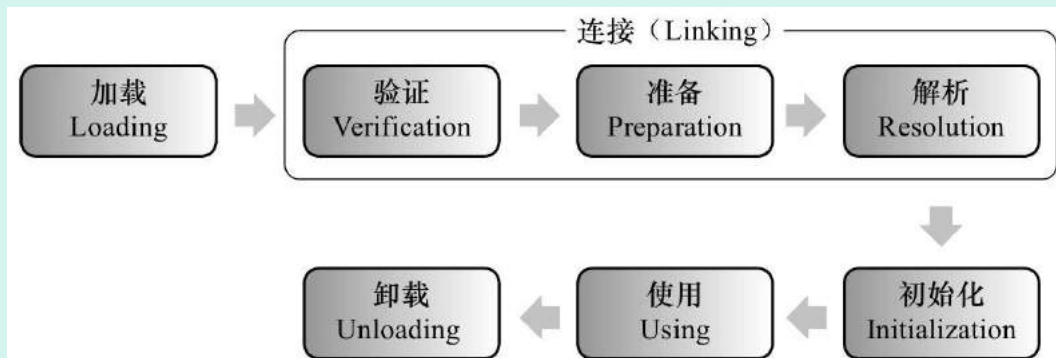 连接（Linking）
加载
Loading
验证
Verification
准备
Preparation
解析
Resolution
初始化
Initialization
使用
Using
卸载
Unloading